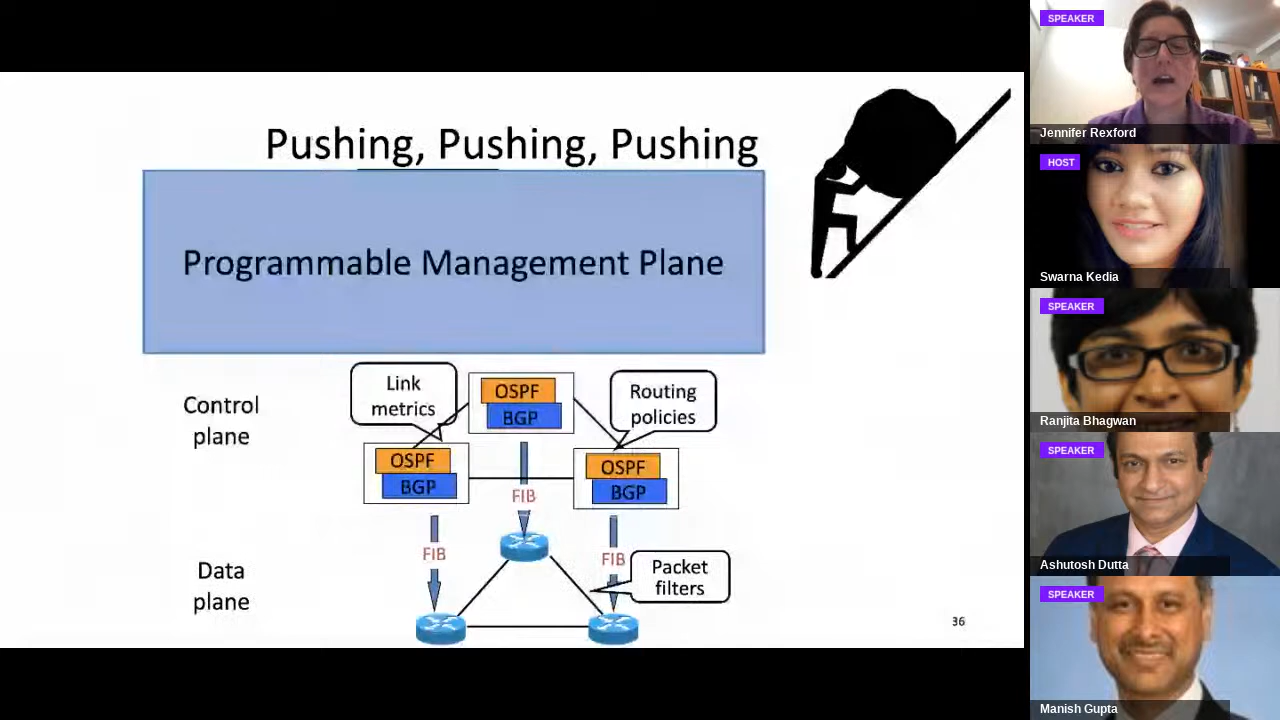 Pushing, Pushing, Pushing
Programmable Management Plane
Control
plane
Link
metrics
OSPF
BGP
Routing
policies
OSPF
BGP
OSPF
BGP
FIB
FIB
FIB
Data
plane
Packet
filters
36
SPEAKER
Jennifer Rexford
HOST
Swarna Kedia
SPEAKER
Ranjita Bhagwan
SPEAKER
Ashutosh Dutta
SPEAKER
Manish Gupta